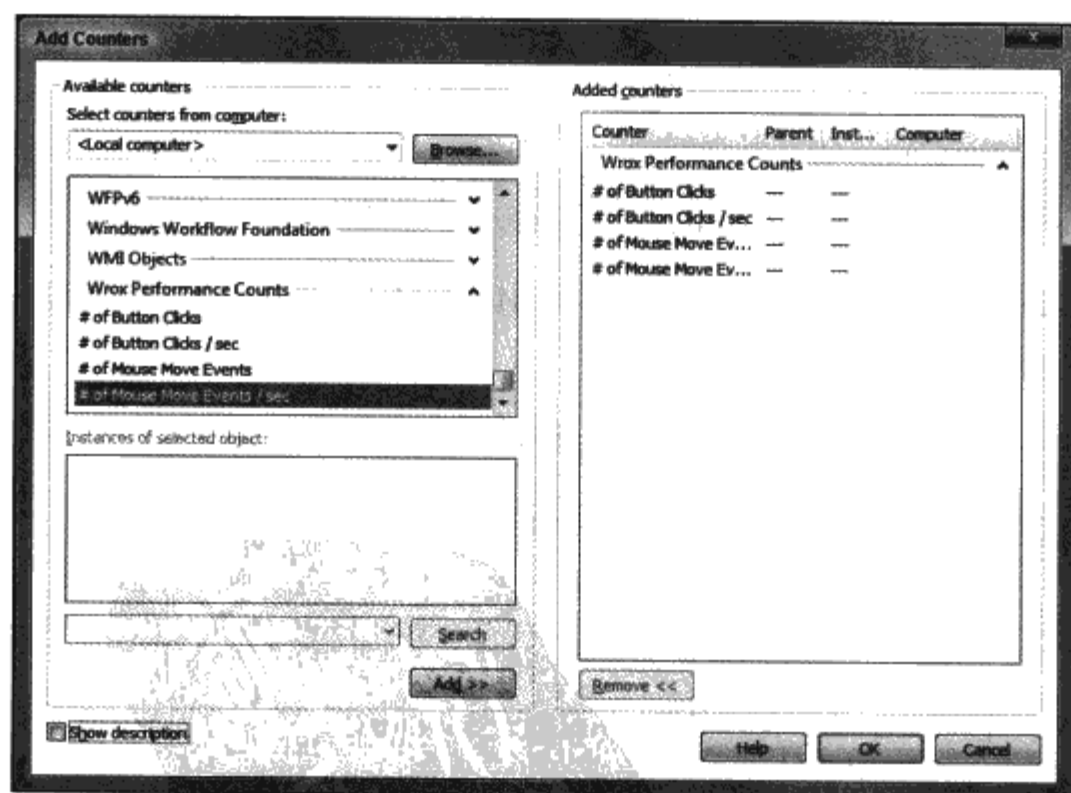 Add Counters
Available counters
Select counters from computer:
<Local computer>
Browse...
WFPv6
Windows Workflow Foundation
WMI Objects
Wrox Performance Counts
# of Button Clicks
# of Button Clicks / sec
# of Mouse Move Events
# of Mouse Move Events / sec
Instances of selected object:
Search
Add >>
Show description
Added counters
Counter Parent Inst... Computer
Wrox Performance Counts
# of Button Clicks --- ---
# of Button Clicks / sec --- ---
# of Mouse Move Ev... --- ---
# of Mouse Move Ev... --- ---
Remove <<
Help OK Cancel